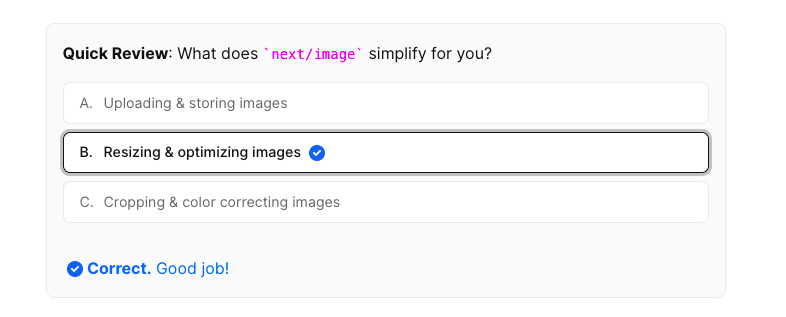 Quick Review: What does `next/image` simplify for you?
A. Uploading & storing images
B. Resizing & optimizing images
C. Cropping & color correcting images
Correct. Good job!